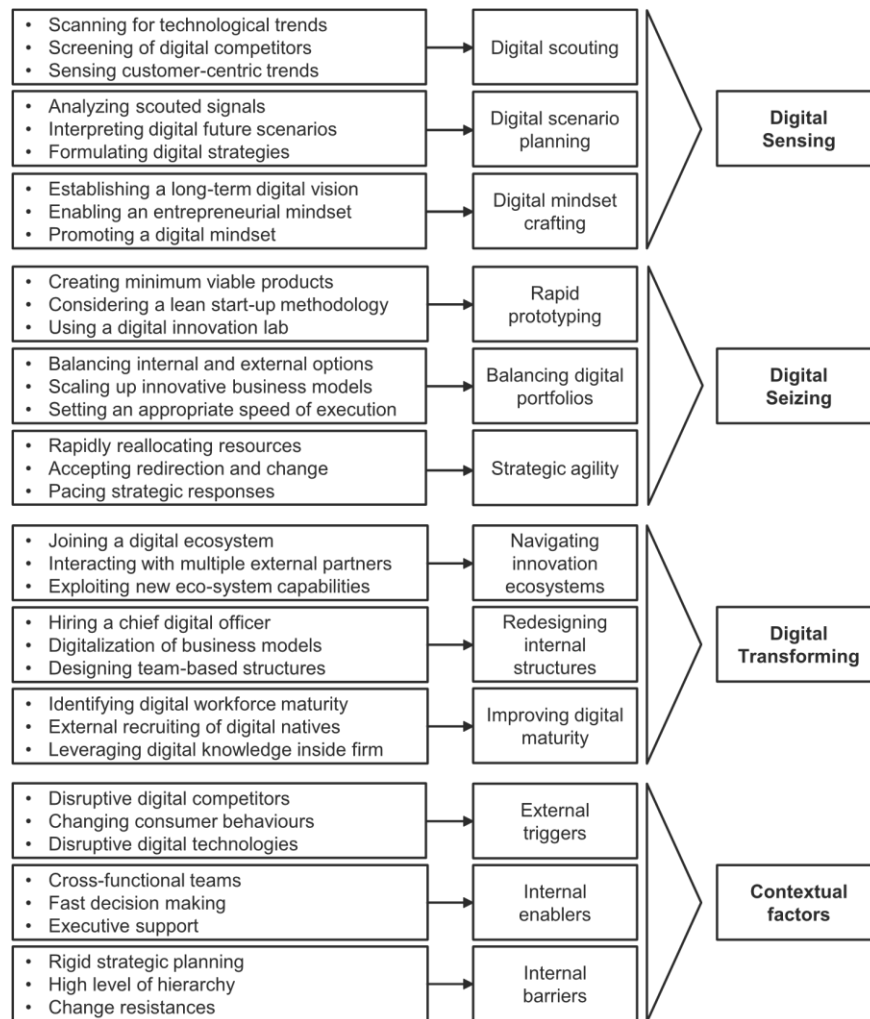 • Scanning for technological trends
• Screening of digital competitors
• Sensing customer-centric trends
Digital scouting
• Analyzing scouted signals
• Interpreting digital future scenarios
• Formulating digital strategies
Digital scenario
planning
• Establishing a long-term digital vision
• Enabling an entrepreneurial mindset
• Promoting a digital mindset
Digital mindset
crafting
Digital
Sensing
• Creating minimum viable products
• Considering a lean start-up methodology
• Using a digital innovation lab
Rapid
prototyping
• Balancing internal and external options
• Scaling up innovative business models
• Setting an appropriate speed of execution
Balancing digital
portfolios
• Rapidly reallocating resources
• Accepting redirection and change
• Pacing strategic responses
Strategic agility
Digital
Seizing
• Joining a digital ecosystem
• Interacting with multiple external partners
• Exploiting new eco-system capabilities
Navigating
innovation
ecosystems
• Hiring a chief digital officer
• Digitalization of business models
• Designing team-based structures
Redesigning
internal
structures
• Identifying digital workforce maturity
• External recruiting of digital natives
• Leveraging digital knowledge inside firm
Improving digital
maturity
Digital
Transforming
• Disruptive digital competitors
• Changing consumer behaviours
• Disruptive digital technologies
External
triggers
• Cross-functional teams
• Fast decision making
• Executive support
Internal
enablers
• Rigid strategic planning
• High level of hierarchy
• Change resistances
Internal
barriers
Contextual
factors